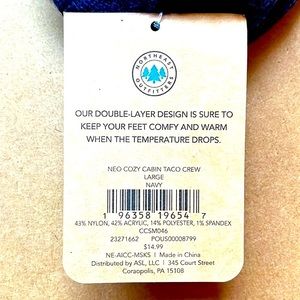 NORTHEAST
OUTFITTERS
OUR DOUBLE-LAYER DESIGN IS SURE TO
KEEP YOUR FEET COMFY AND WARM
WHEN THE TEMPERATURE DROPS.
NEO COZY CABIN TACO CREW
LARGE
NAVY
1 96358 19654 7
43% NYLON, 42% ACRYLIC, 14% POLYESTER, 1% SPANDEX
CCSM046
23271662 POUS00008799
$14.99
NE-AICC-MSKS | Made in China
Distributed by ASL, LLC | 345 Court Street
Coraopolis, PA 15108